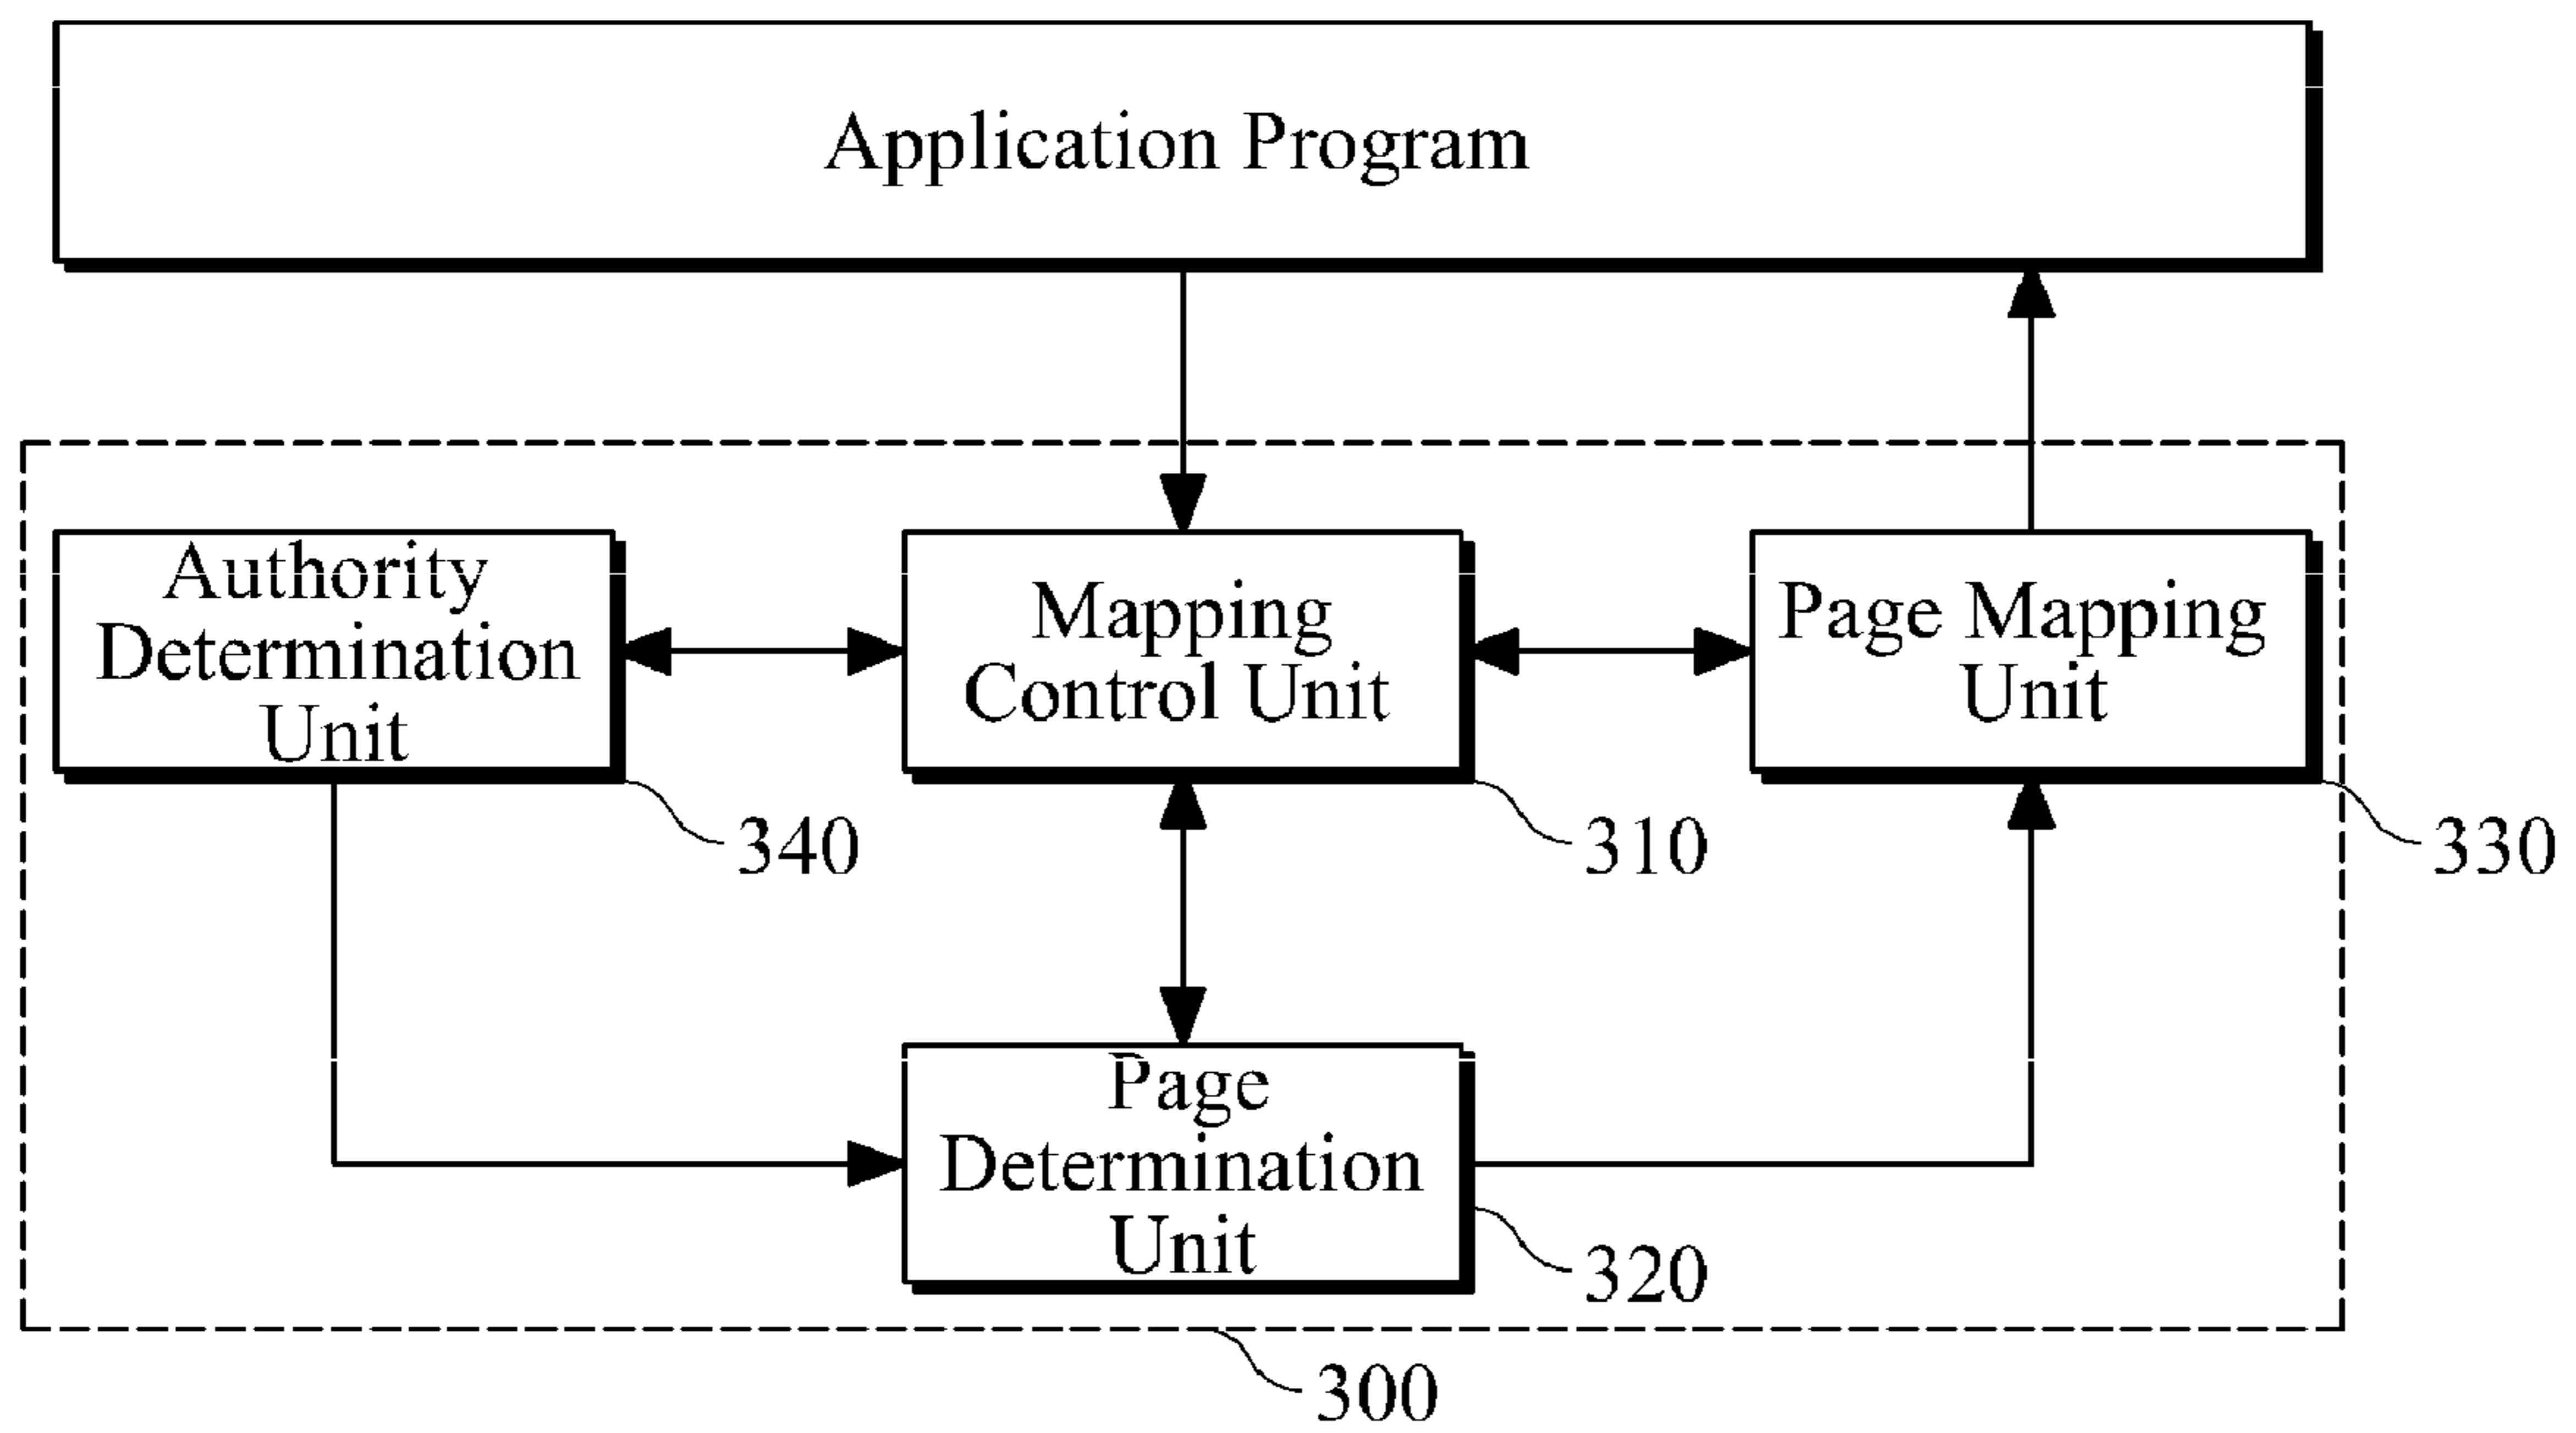 Application Program
Authority
Determination
Unit
340
Mapping
Control Unit
310
Page Mapping
Unit
330
Page
Determination
Unit
320
300